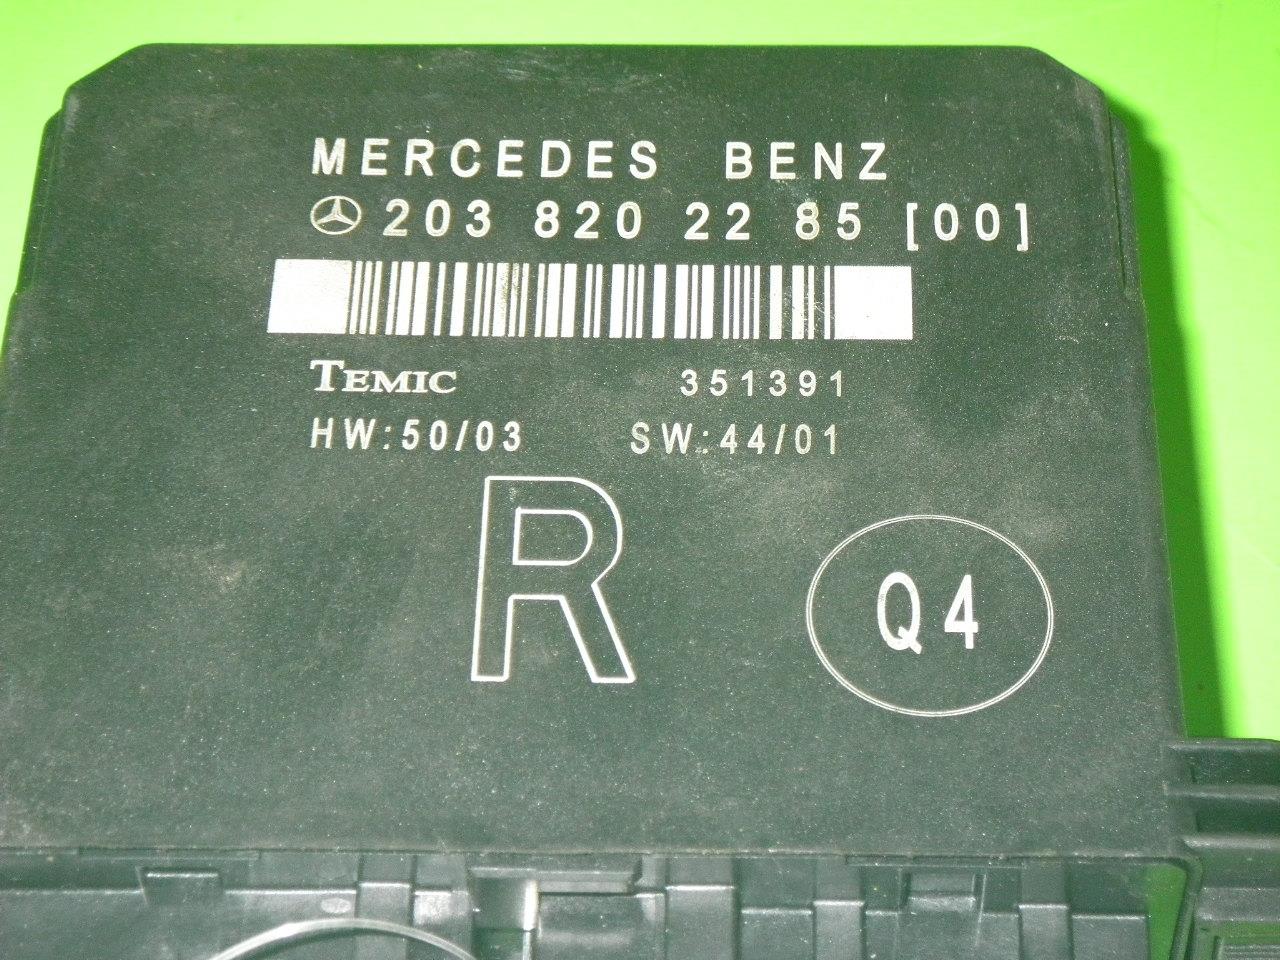 MERCEDES BENZ
203 820 22 85 [00]
TEMIC 351391
HW:50/03 SW:44/01
R
Q4